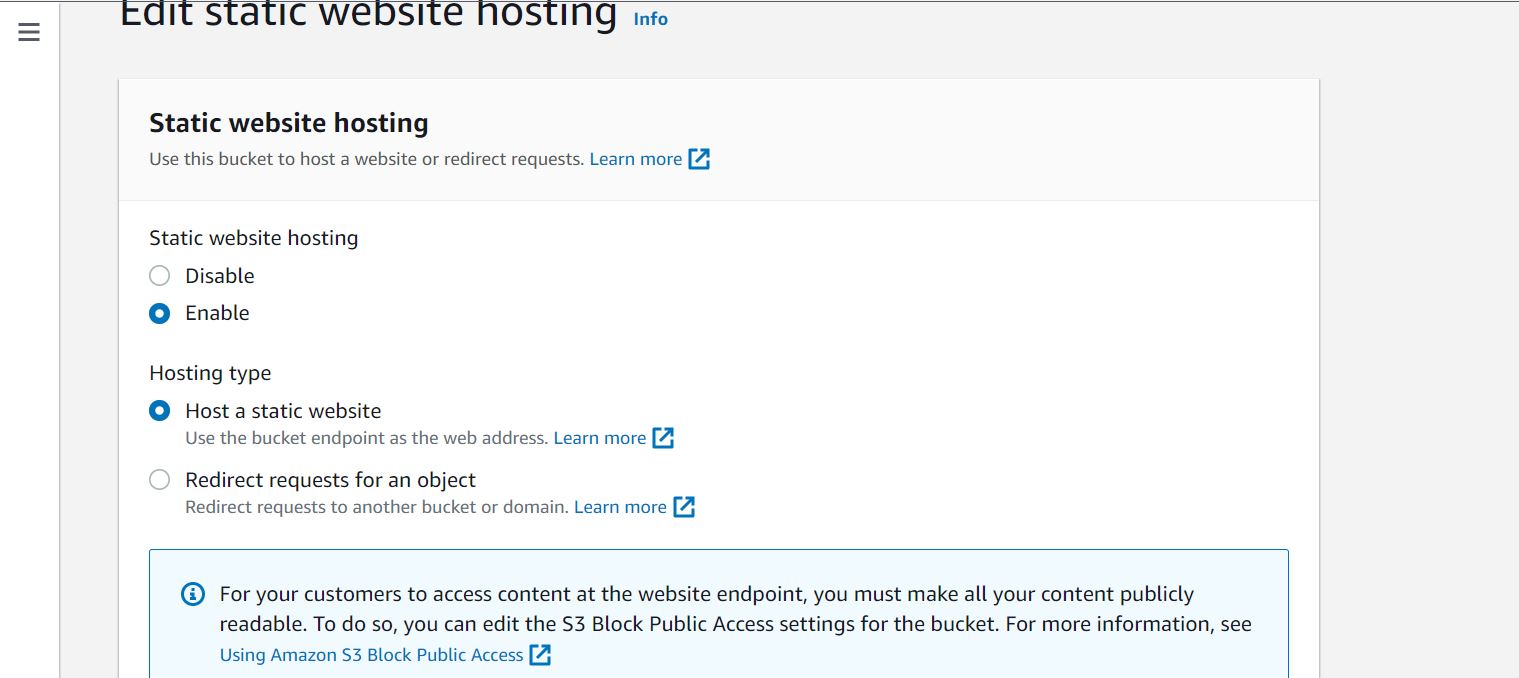 Edit static website hosting Info
Static website hosting
Use this bucket to host a website or redirect requests. Learn more
Static website hosting
Disable
Enable
Hosting type
Host a static website
Use the bucket endpoint as the web address. Learn more
Redirect requests for an object
Redirect requests to another bucket or domain. Learn more
For your customers to access content at the website endpoint, you must make all your content publicly
readable. To do so, you can edit the S3 Block Public Access settings for the bucket. For more information, see
Using Amazon S3 Block Public Access